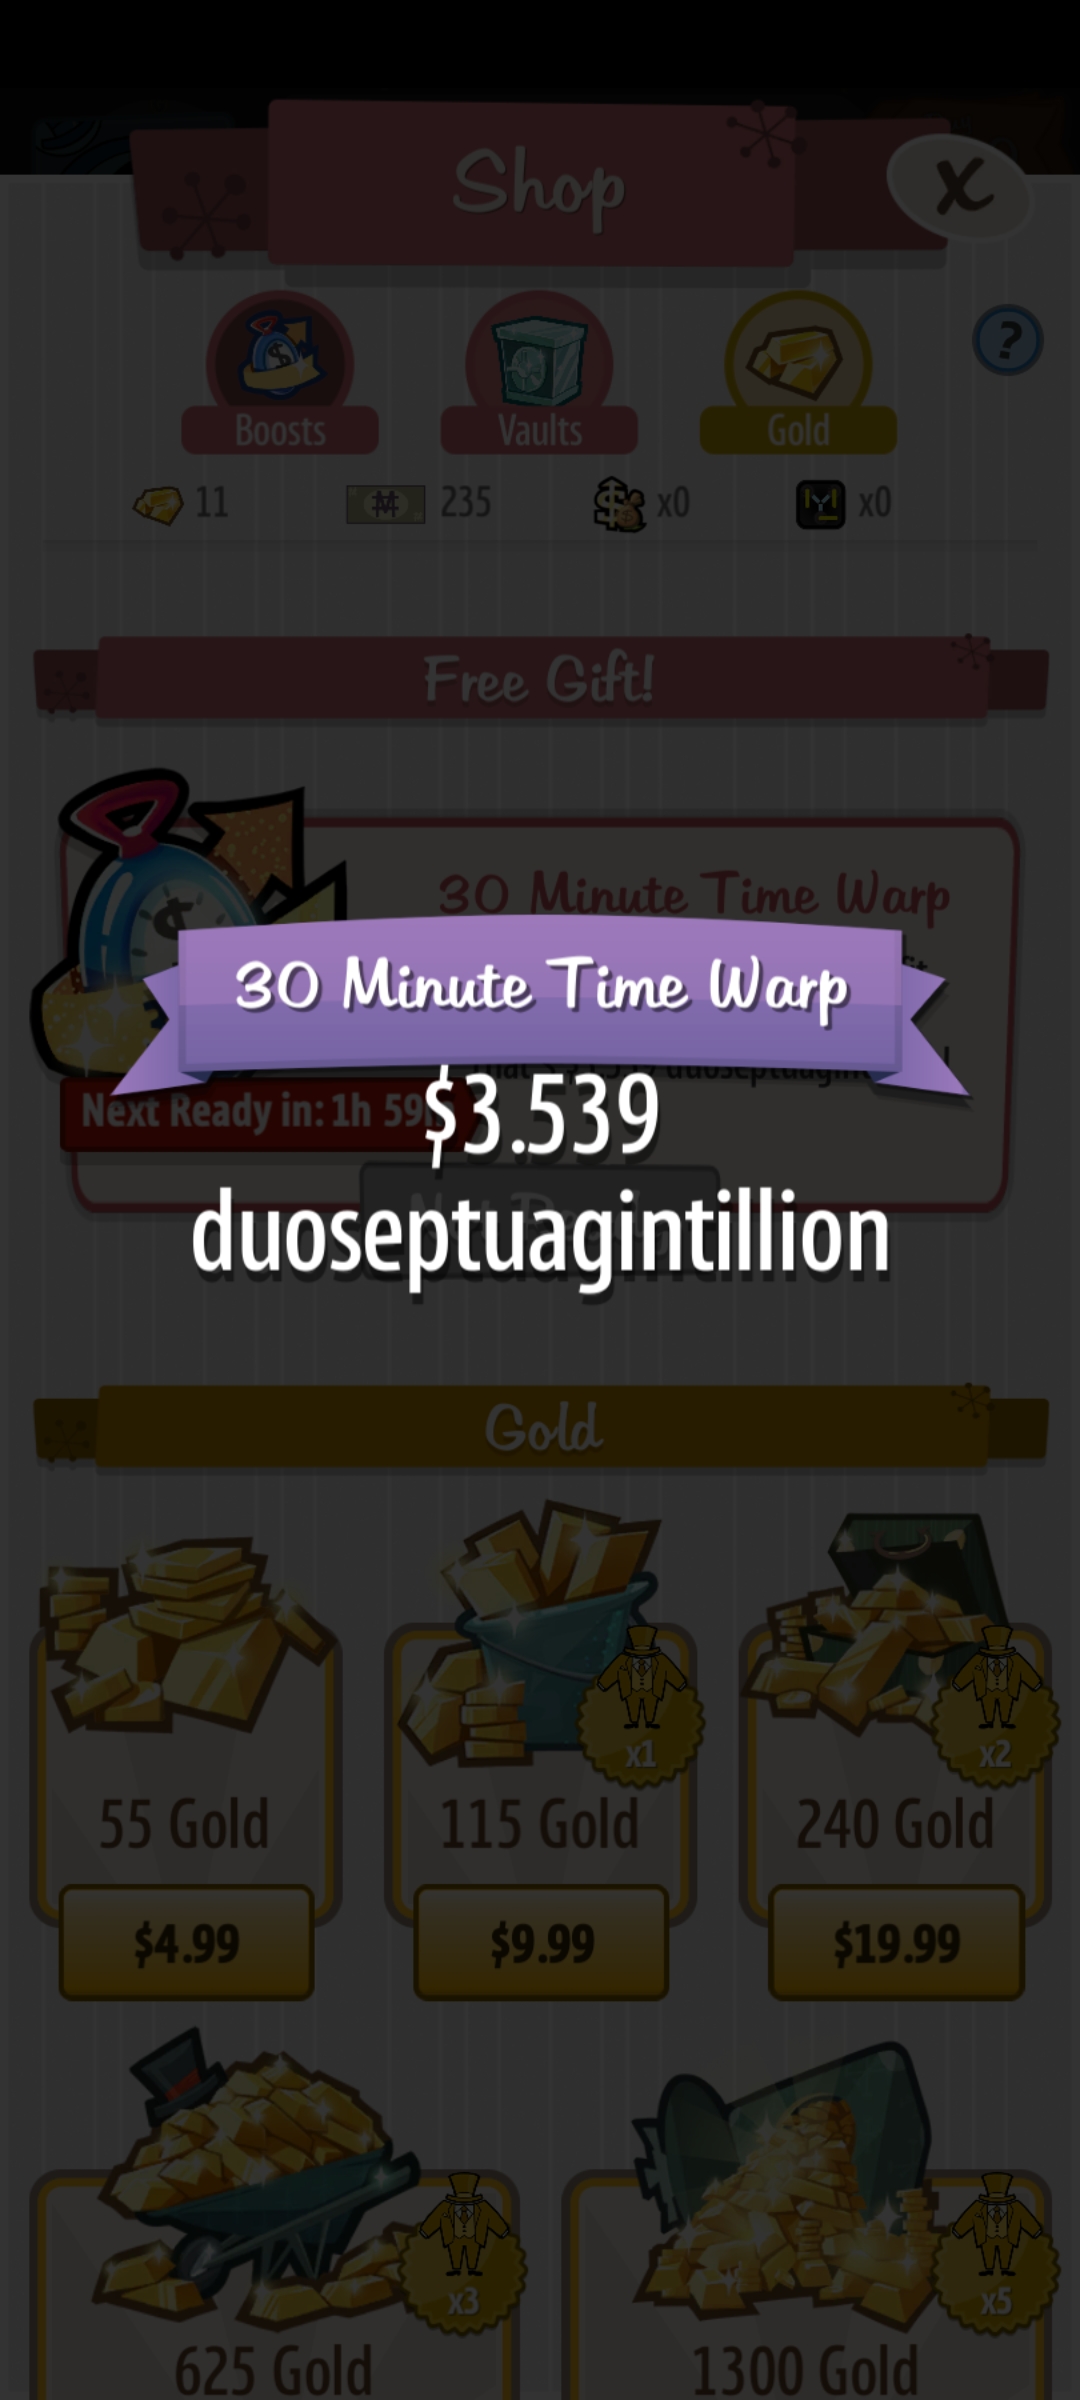 Shop
X
?
Boosts
Vaults
Gold
11
235
x0
x0
Free Gift!
30 Minute Time Warp
30 Minute Time Warp
Next Ready in: 1h
$3.539
duoseptuagintillion
Gold
x1
x2
55 Gold
115 Gold
240 Gold
$4.99
$9.99
$19.99
x3
x5
625 Gold
1300 Gold